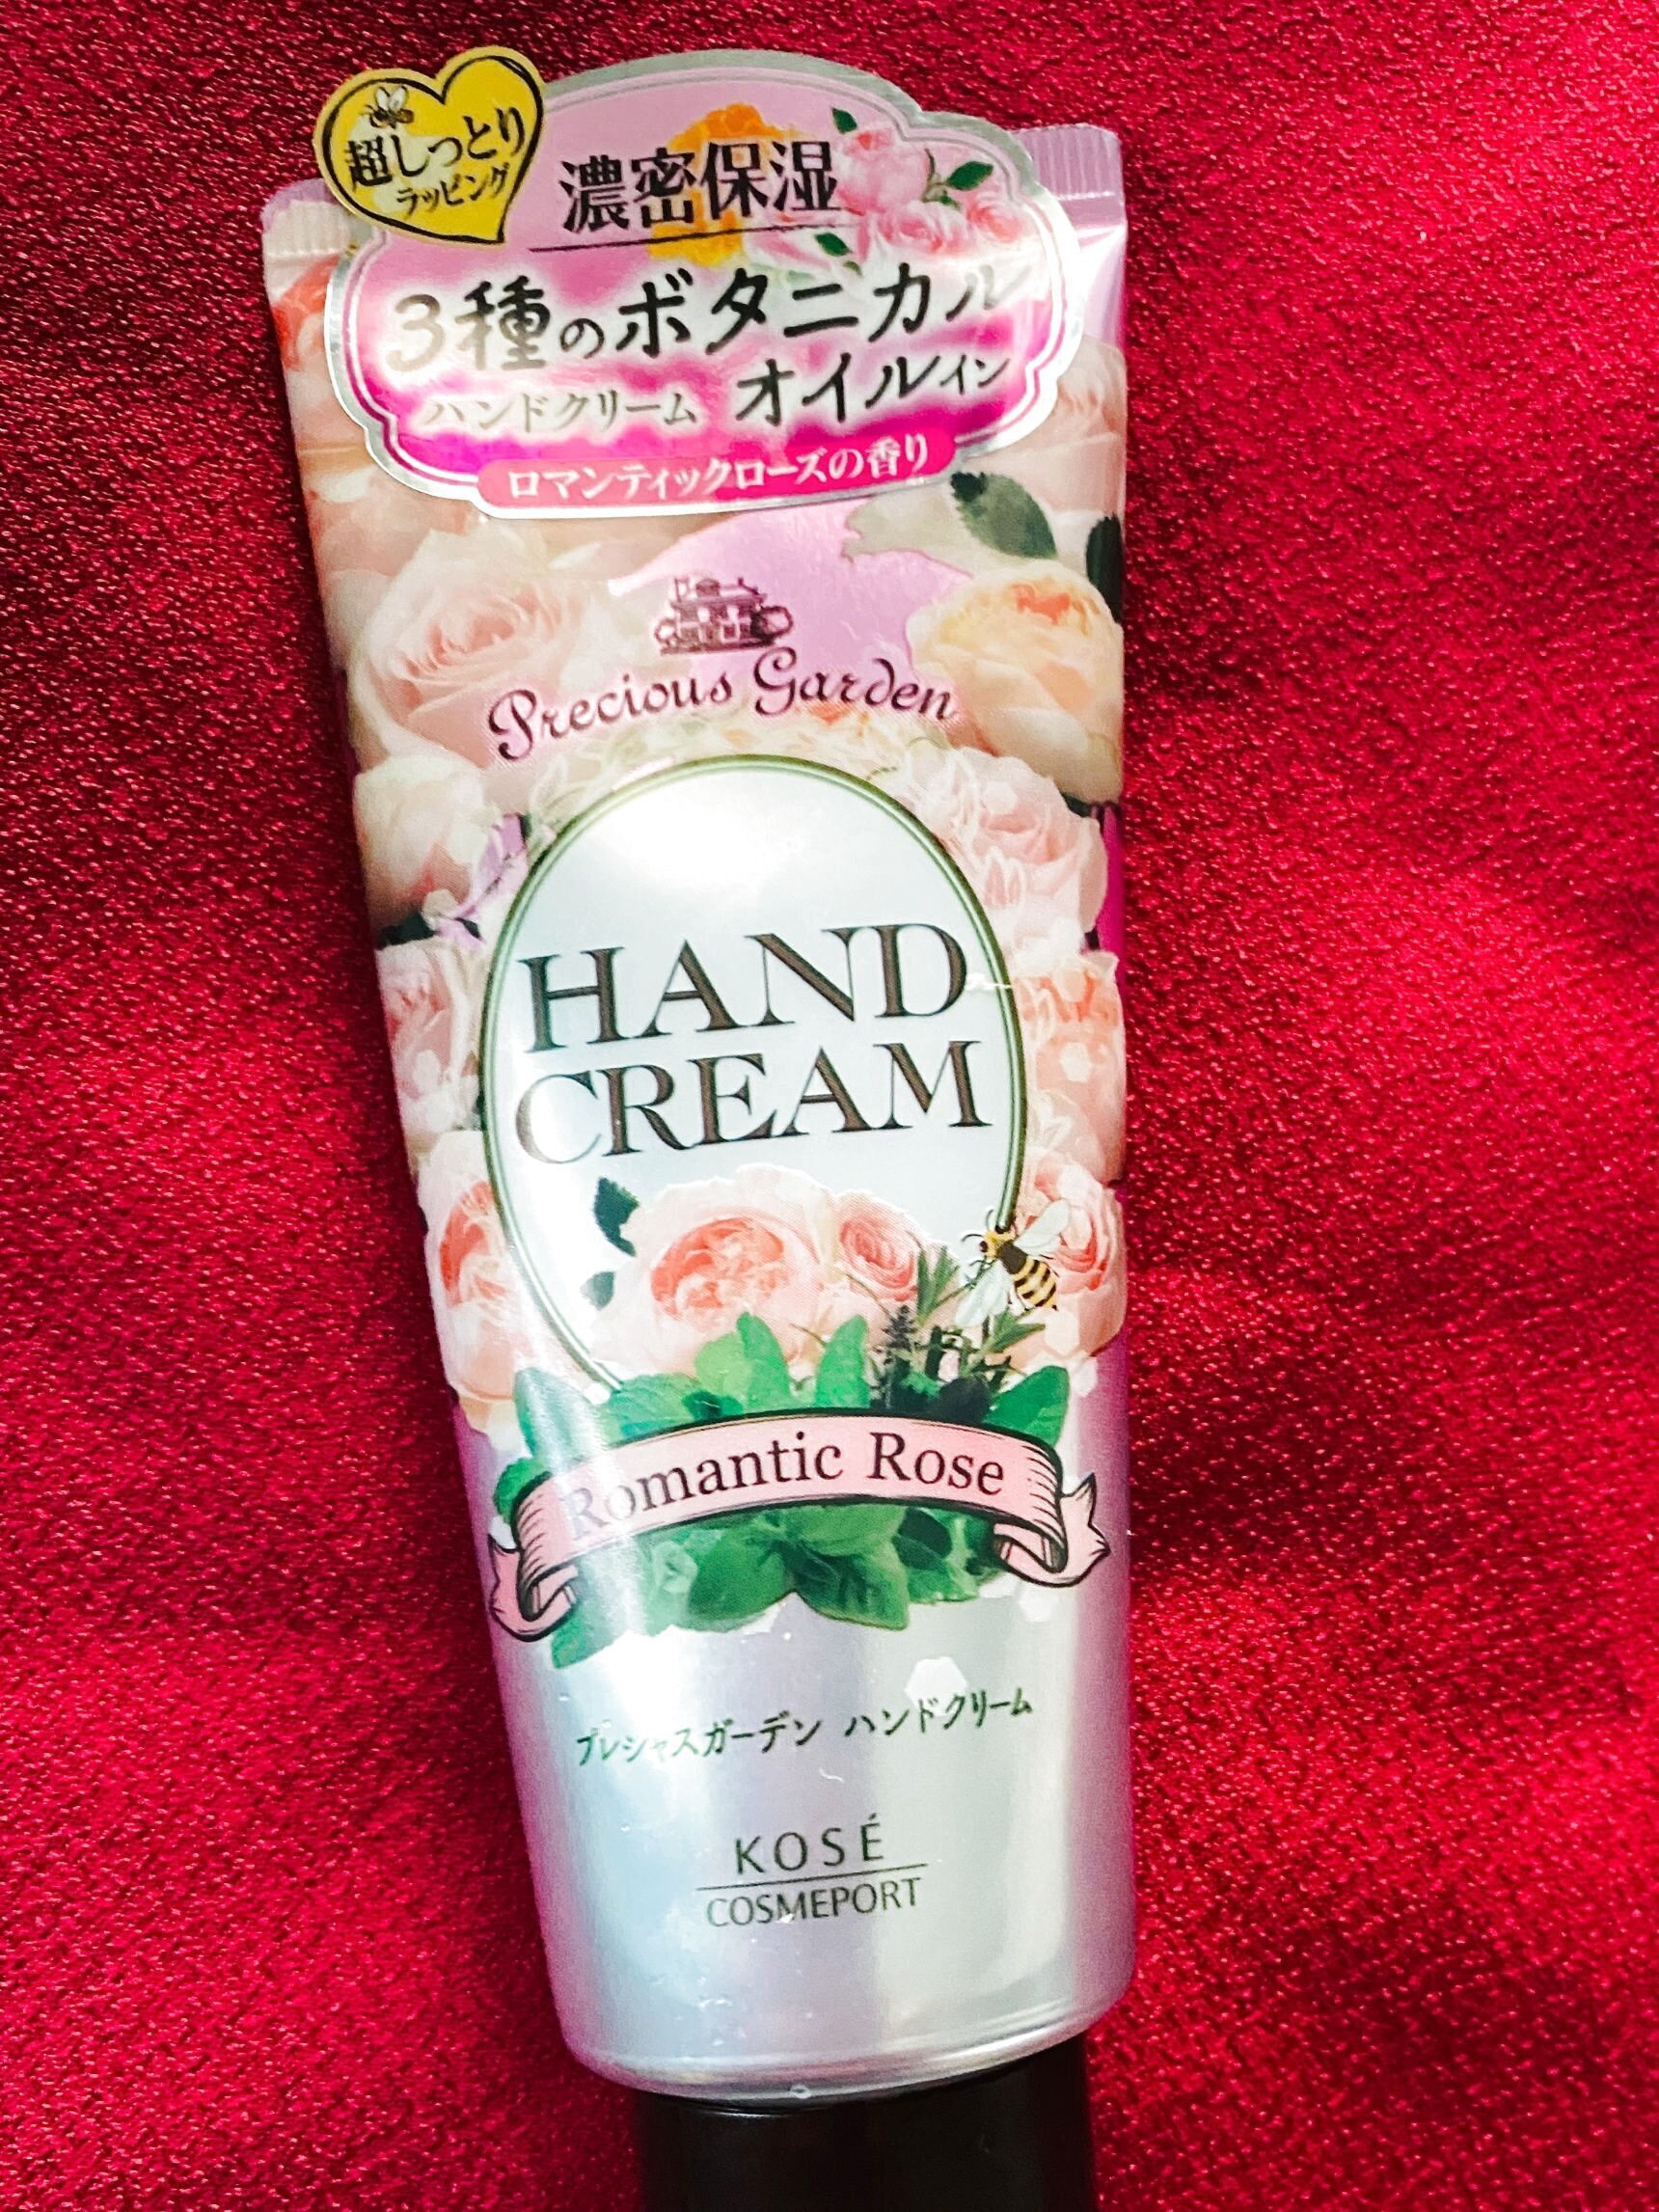 超しっとり
ラッピング
濃密保湿
3種のボタニカル
ハンドクリーム オイルイン
ロマンティックローズの香り
Precious Garden
HAND
CREAM
Romantic Rose
プレシャスガーデン ハンドクリーム
KOSÉ
COSMEPORT